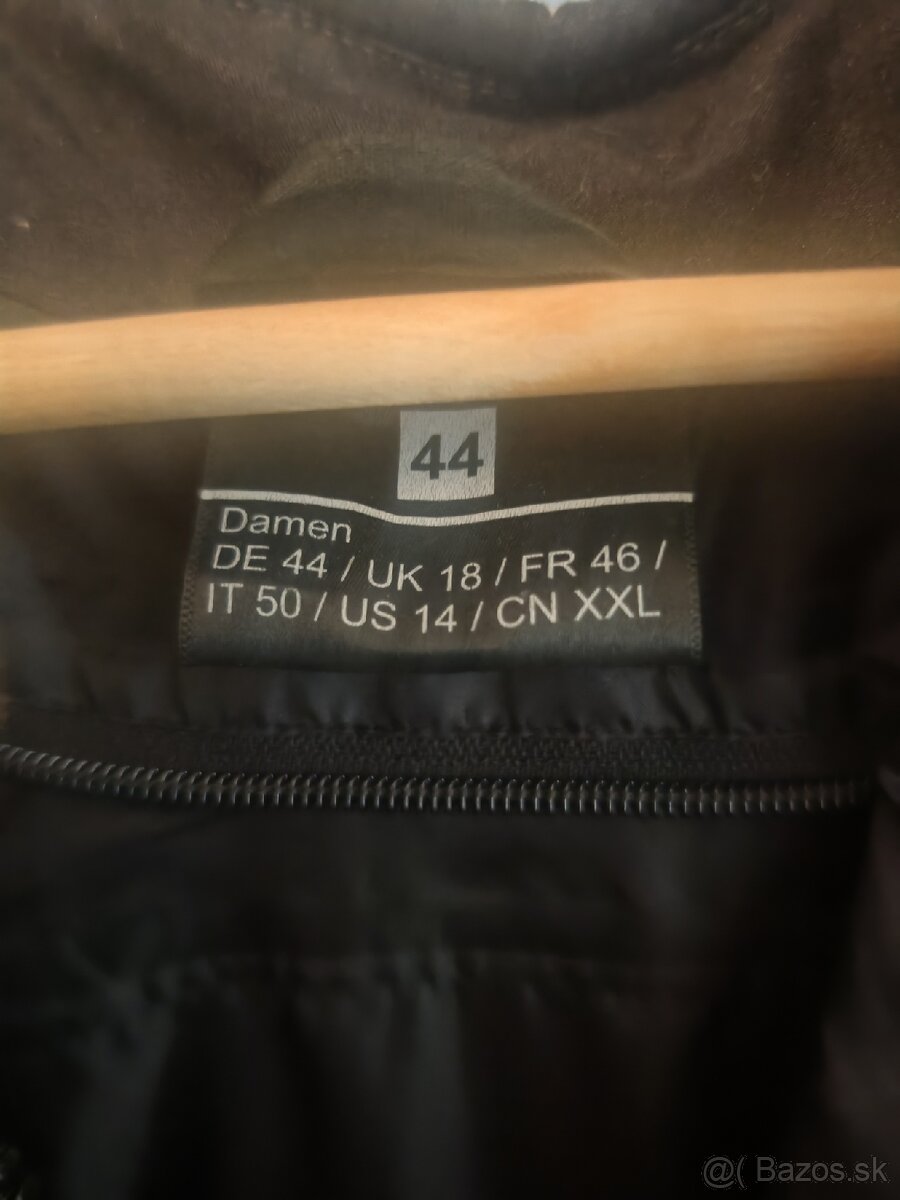 44
Damen
DE 44 / UK 18 / FR 46 /
IT 50 / US 14 / CN XXL
@( Bazos.sk